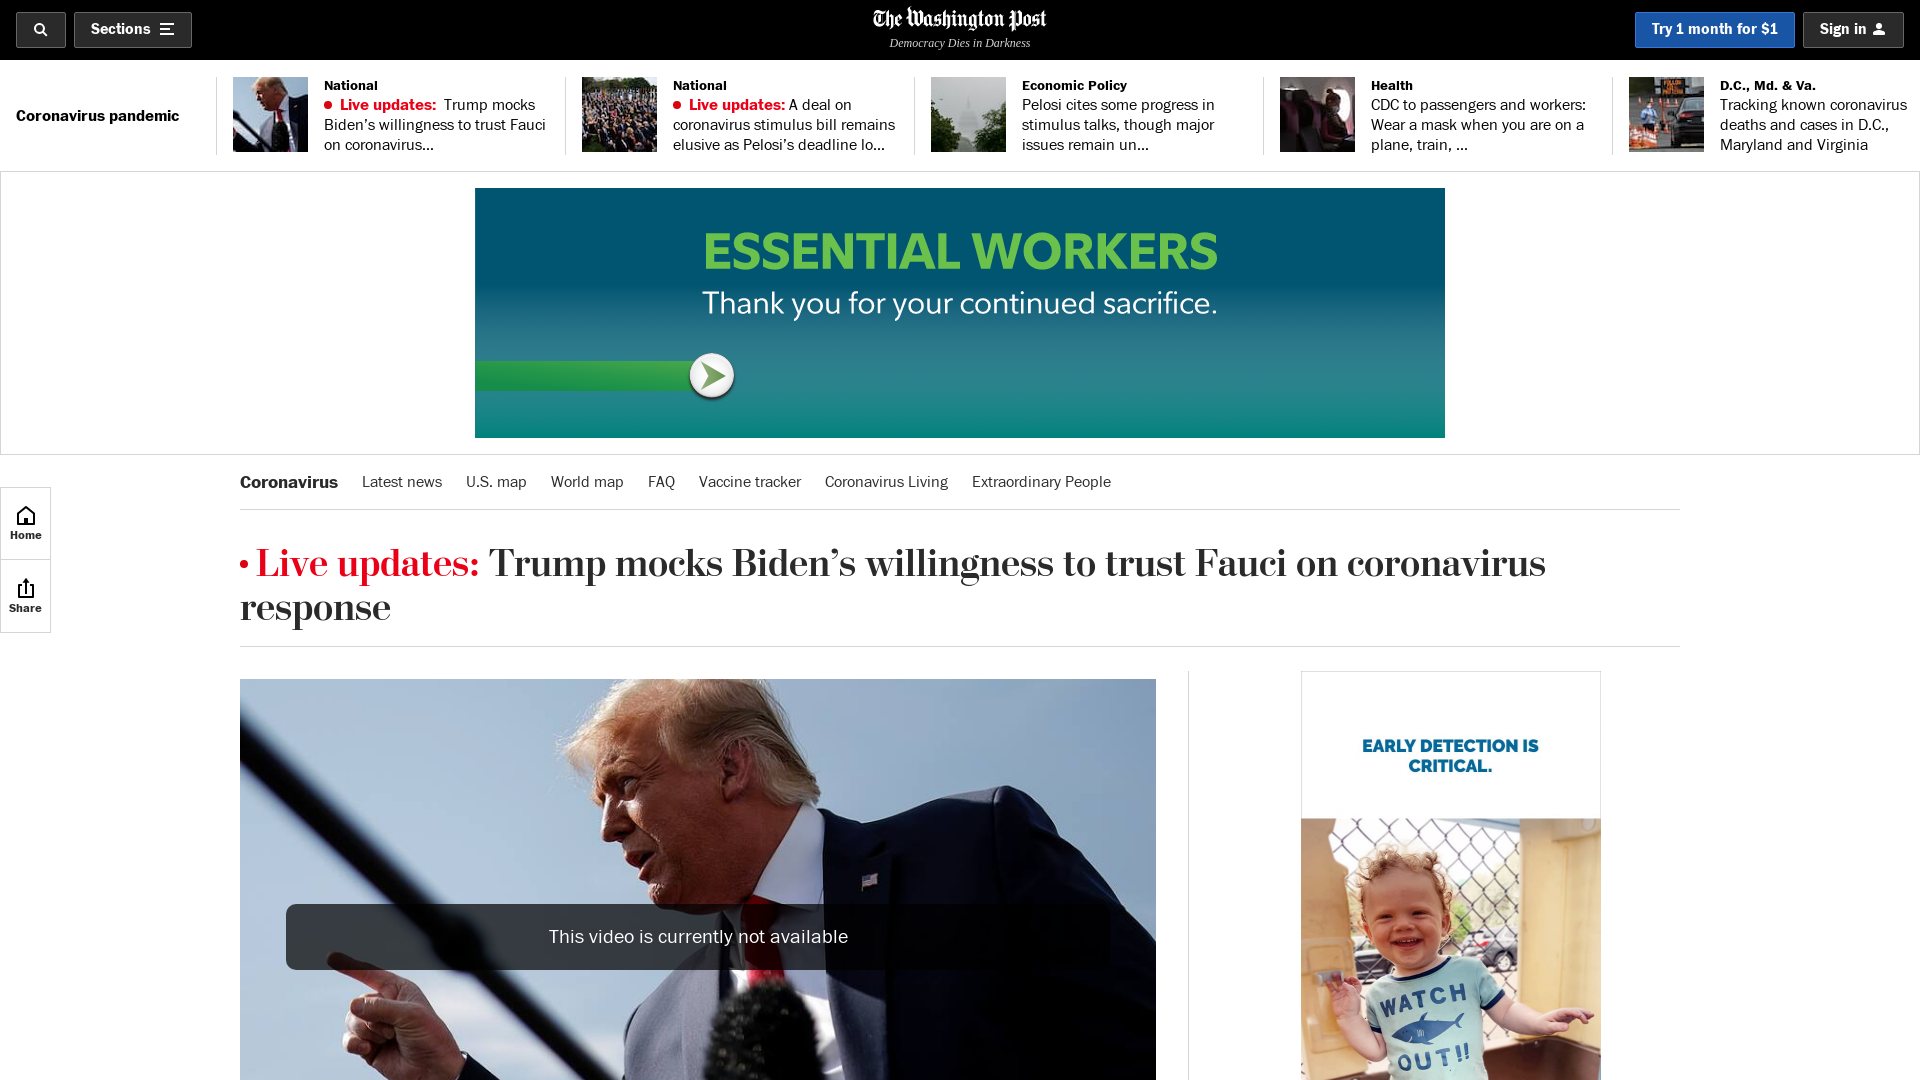 Sections
The Washington Post
Democracy Dies in Darkness
Try 1 month for $1
Sign in
Coronavirus pandemic
National
Live updates: Trump mocks
Biden’s willingness to trust Fauci
on coronavirus...
National
Live updates: A deal on
coronavirus stimulus bill remains
elusive as Pelosi’s deadline lo...
Economic Policy
Pelosi cites some progress in
stimulus talks, though major
issues remain un...
Health
CDC to passengers and workers:
Wear a mask when you are on a
plane, train, ...
D.C., Md. & Va.
Tracking known coronavirus
deaths and cases in D.C.,
Maryland and Virginia
ESSENTIAL WORKERS
Thank you for your continued sacrifice.
Coronavirus Latest news U.S. map World map FAQ Vaccine tracker Coronavirus Living Extraordinary People
Home
Share
• Live updates: Trump mocks Biden’s willingness to trust Fauci on coronavirus
response
This video is currently not available
EARLY DETECTION IS
CRITICAL.
WATCH
OUT!!